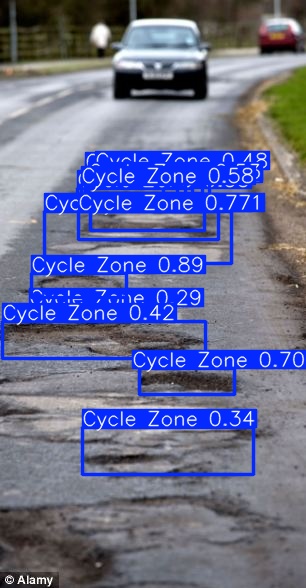 Cycle Zone 0.48
Cycle Zone 0.58
Cyc
Cycle Zone 0.771
Cycle Zone 0.89
Cycle Zone 0.29
Cycle Zone 0.42
Cycle Zone 0.70
Cycle Zone 0.34
© Alamy